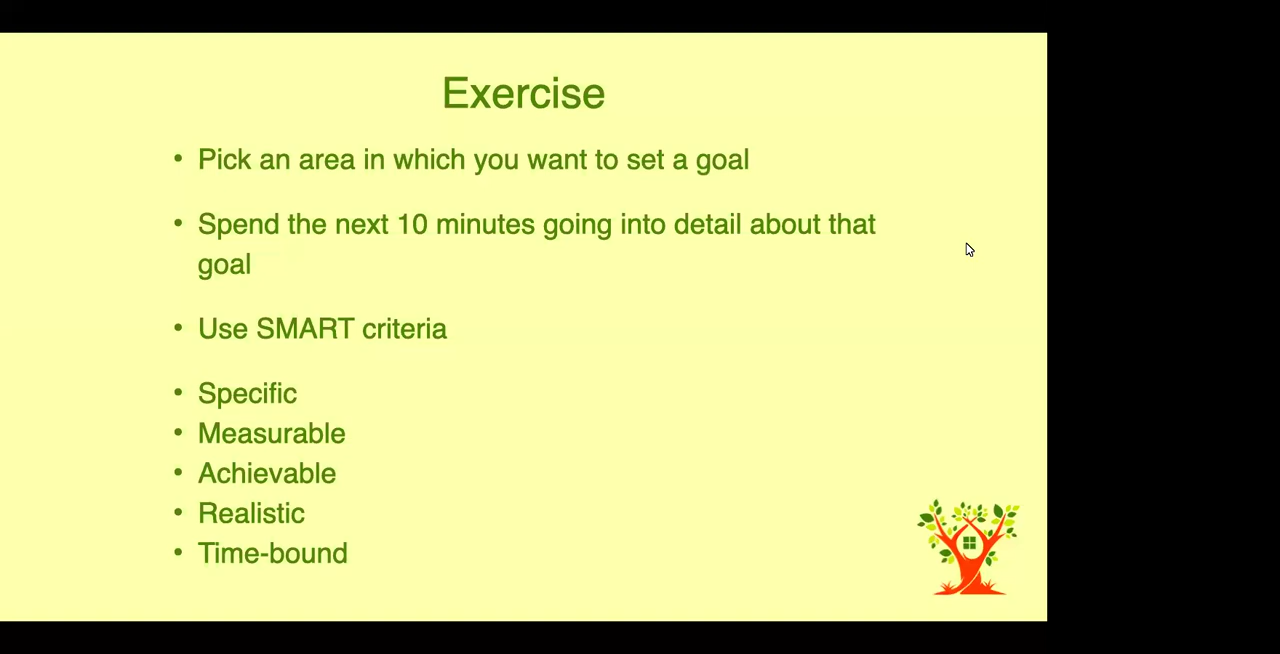 Exercise
• Pick an area in which you want to set a goal
• Spend the next 10 minutes going into detail about that
goal
• Use SMART criteria
• Specific
• Measurable
• Achievable
• Realistic
• Time-bound